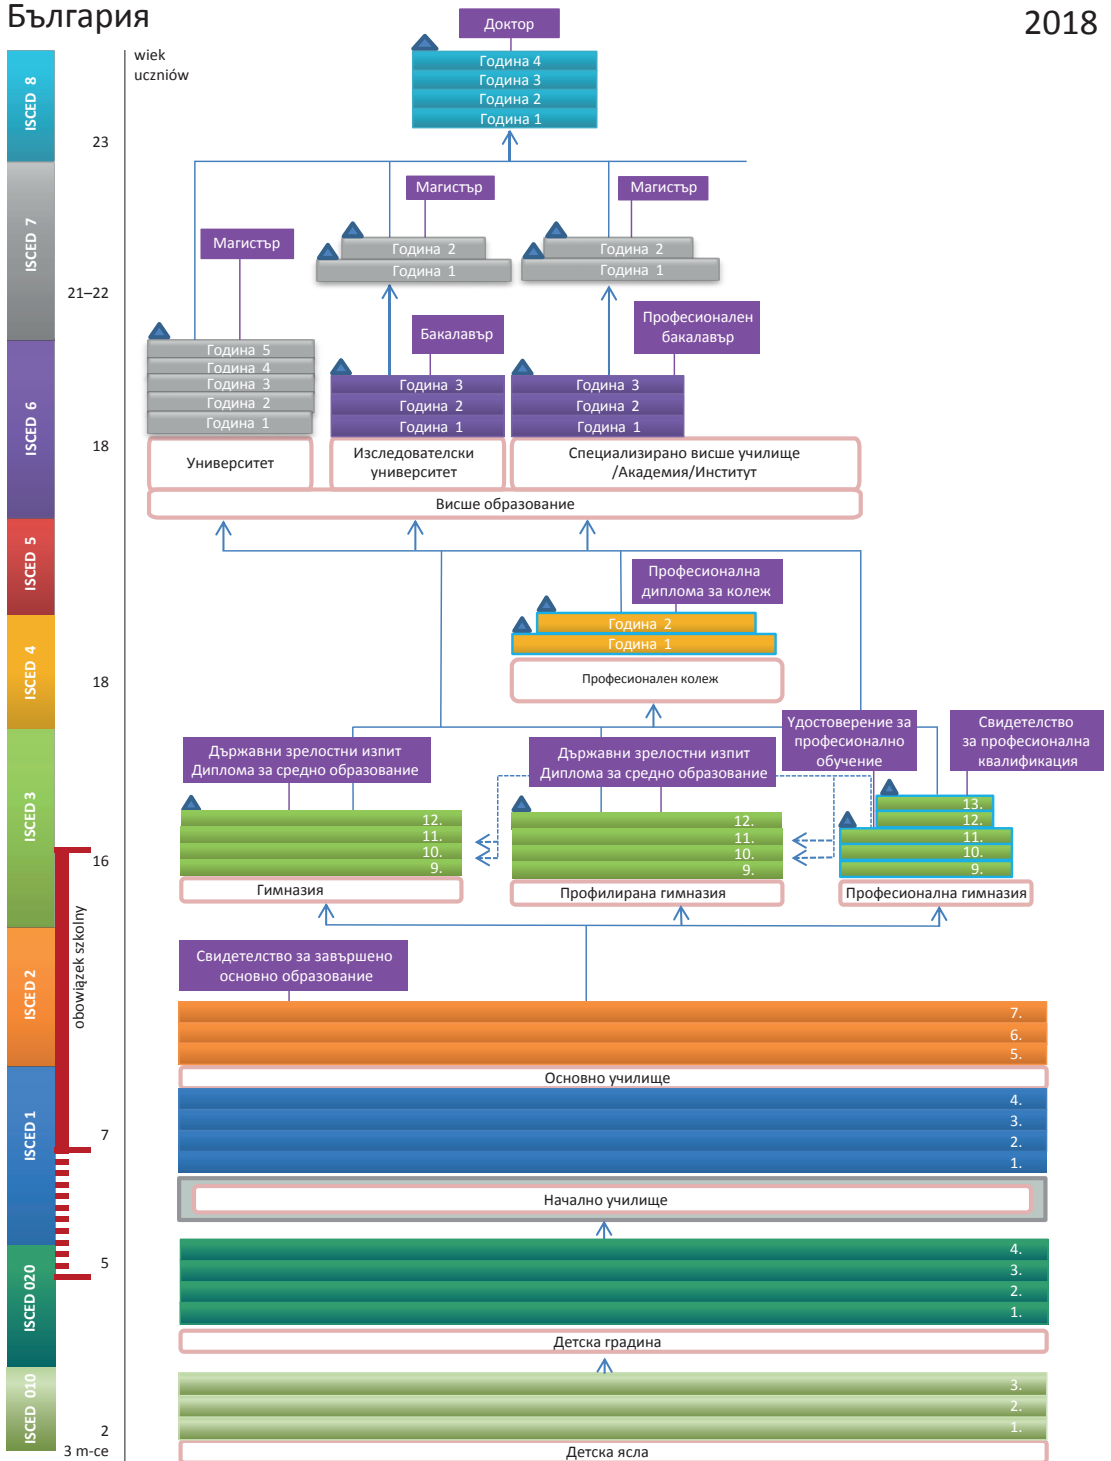 България
2018
wiek
uczniów
Доктор
ISCED 8
Година 4
Година 3
Година 2
Година 1
23
ISCED 7
Магистър
Магистър
Магистър
Година 2
Година 1
Година 2
Година 1
21–22
Бакалавър
Професионален
бакалавър
ISCED 6
Година 5
Година 4
Година 3
Година 2
Година 1
Година 3
Година 2
Година 1
Година 3
Година 2
Година 1
18
Университет
Изследователски
университет
Специализирано висше училище
/Академия/Институт
Висше образование
ISCED 5
Професионална
диплома за колеж
ISCED 4
Година 2
Година 1
18
Професионален колеж
ISCED 3
Държавни зрелостни изпит
Диплома за средно образование
Държавни зрелостни изпит
Диплома за средно образование
Удостоверение за
професионално
обучение
Свидетелство
за професионална
квалификация
12.
11.
10.
9.
12.
11.
10.
9.
13.
12.
11.
10.
9.
16
Гимназия
Профилирана гимназия
Професионална гимназия
obowiązek szkolny
ISCED 2
Свидетелство за завършено
основно образование
7.
6.
5.
Основно училище
ISCED 1
4.
3.
2.
1.
7
Начално училище
ISCED 020
5
4.
3.
2.
1.
Детска градина
ISCED 010
3.
2.
1.
2
3 m-ce
Детска ясла